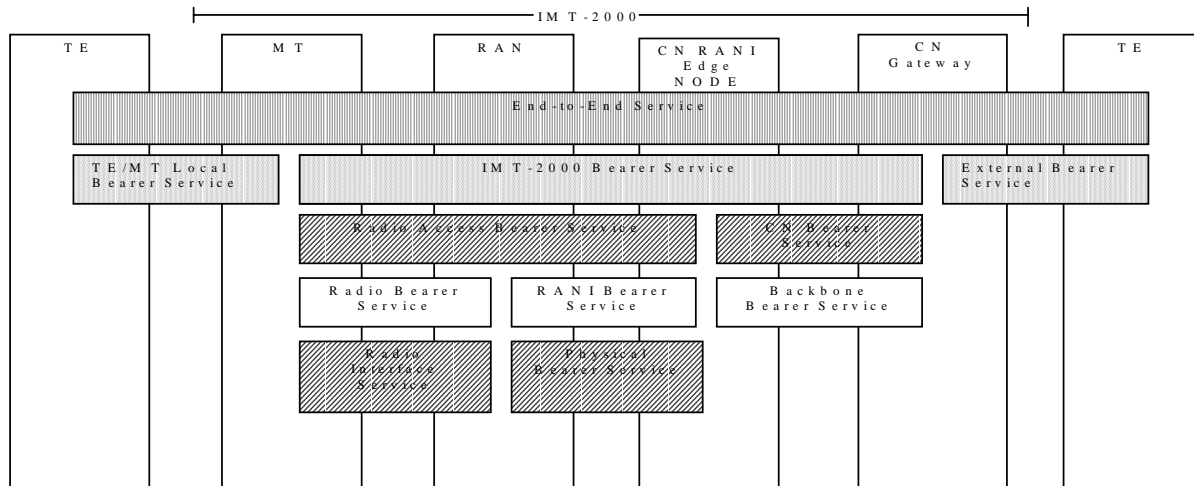 IMT-2000
TE
MT
RAN
CN RANI
Edge
NODE
CN
Gateway
TE
End-to-End Service
TE/MT Local
Bearer Service
IMT-2000 Bearer Service
External Bearer
Service
Radio Access Bearer Service
CN Bearer
Service
Radio Bearer
Service
RANI Bearer
Service
Backbone
Bearer Service
Radio
Interface
Service
Physical
Bearer Service